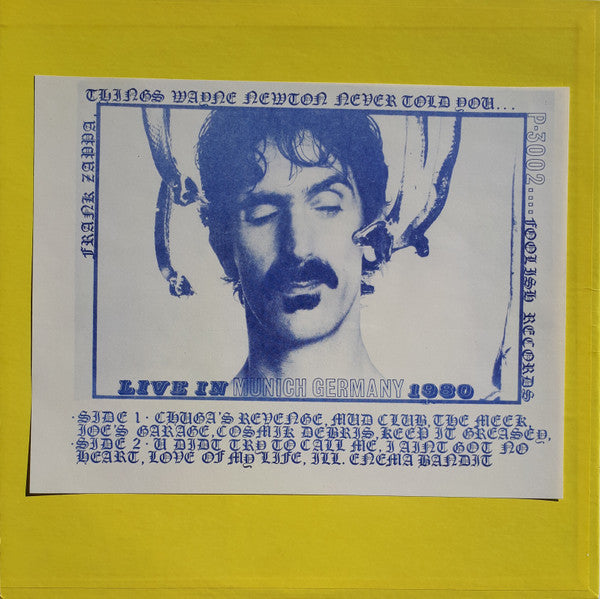 THINGS WAYNE NEWTON NEVER TOLD YOU...
FRANK ZAPPA,
P-3002....FOOLISH RECORDS
LIVE IN MUNICH GERMANY 1980
·SIDE 1· CHUGA'S REVENGE, MUD CLUB, THE MEEK,
JOE'S GARAGE, COSMIK DEBRIS, KEEP IT GREASEY,
·SIDE 2· U DIDT TRY TO CALL ME, I AINT GOT NO
HEART, LOVE OF MY LIFE, ILL. ENEMA BANDIT